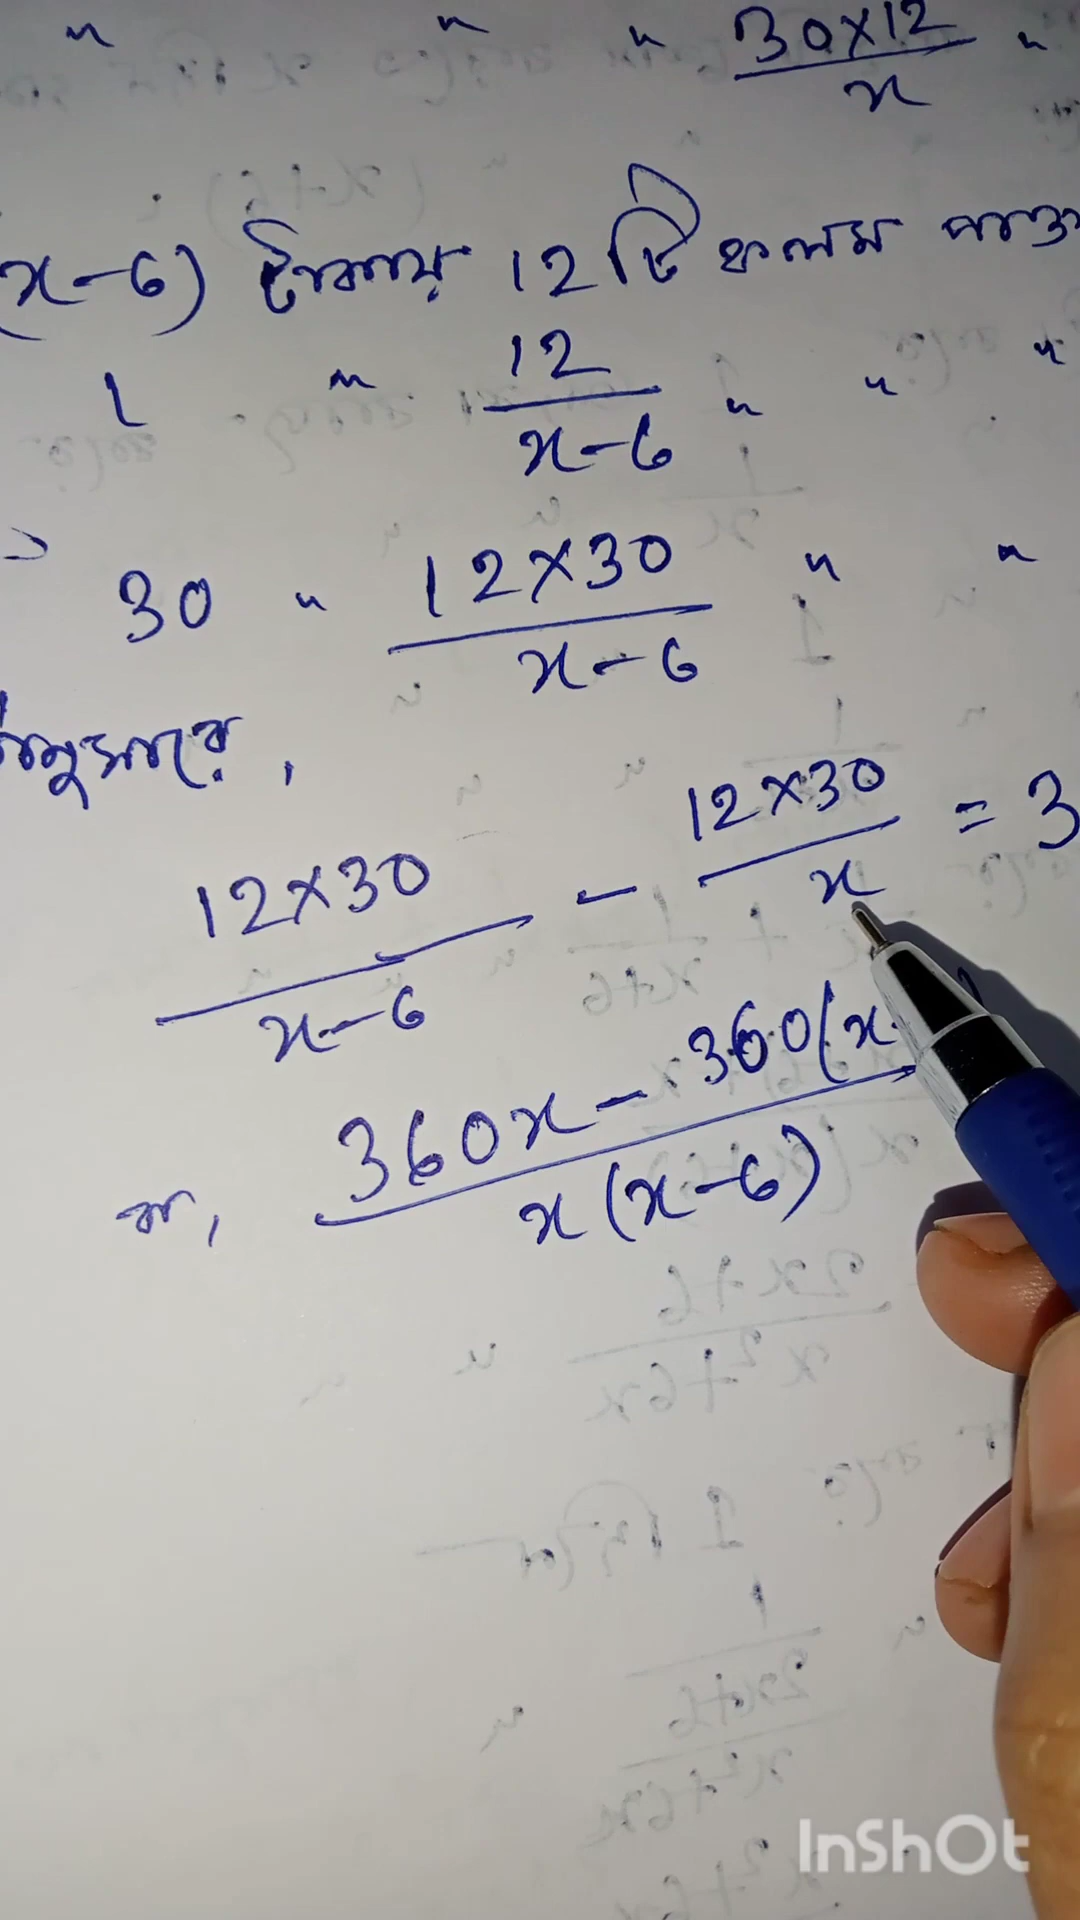 " " " 30×12/x "
(x-6) টাকায় 12 টি কলম
1 " 12/x-6 " " "
30 " 12×30/x-6 " "
নুসারে,
12×30/x-6 - 12×30/x = 3
বা, 360x - 360(x/x(x-6)
InShOt